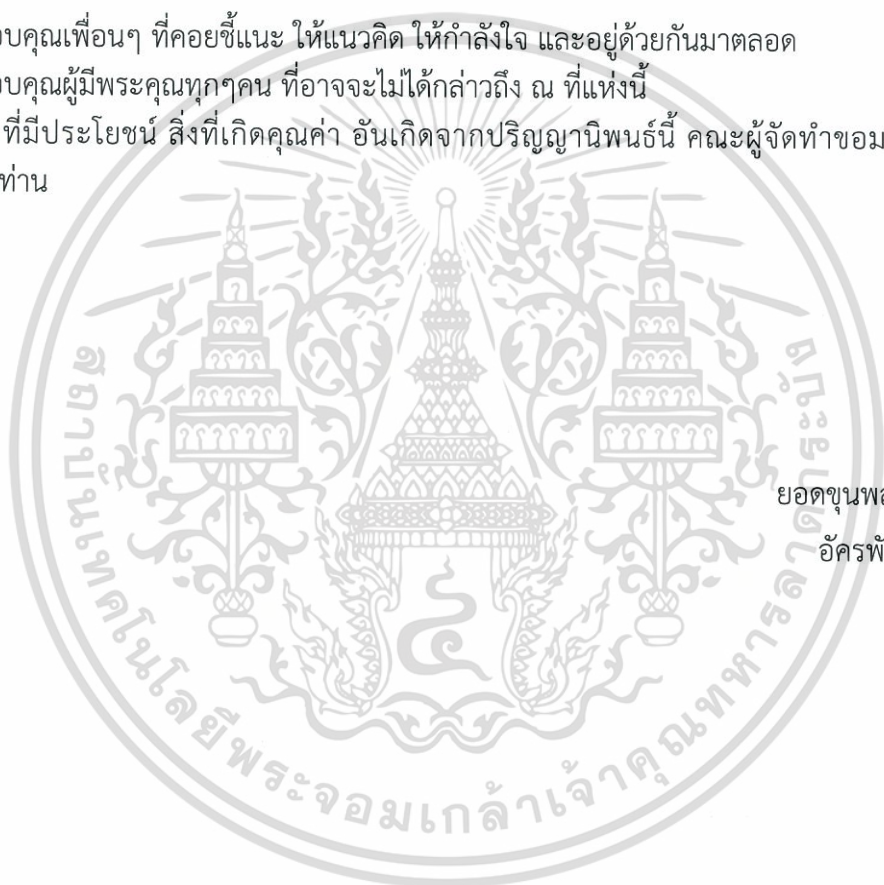 บคุณเพื่อนๆ ที่คอยชี้แนะ ให้แนวคิด ให้กำลังใจ และอยู่ด้วยกันมาตลอด
บคุณผู้มีพระคุณทุกๆคน ที่อาจจะไม่ได้กล่าวถึง ณ ที่แห่งนี้
ที่มีประโยชน์ สิ่งที่เกิดคุณค่า อันเกิดจากปริญญานิพนธ์นี้ คณะผู้จัดทำขอม
ท่าน
ยอดขุนพล
อัครพั
สถาบันเทคโนโลยีพระจอมเกล้าเจ้าคุณทหารลาดกระบัง